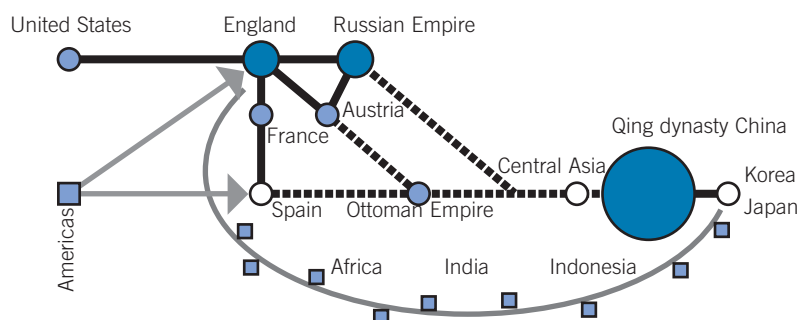 United States
England
Russian Empire
France
Austria
Qing dynasty China
Central Asia
Korea
Japan
Spain
Ottoman Empire
Americas
Africa
India
Indonesia